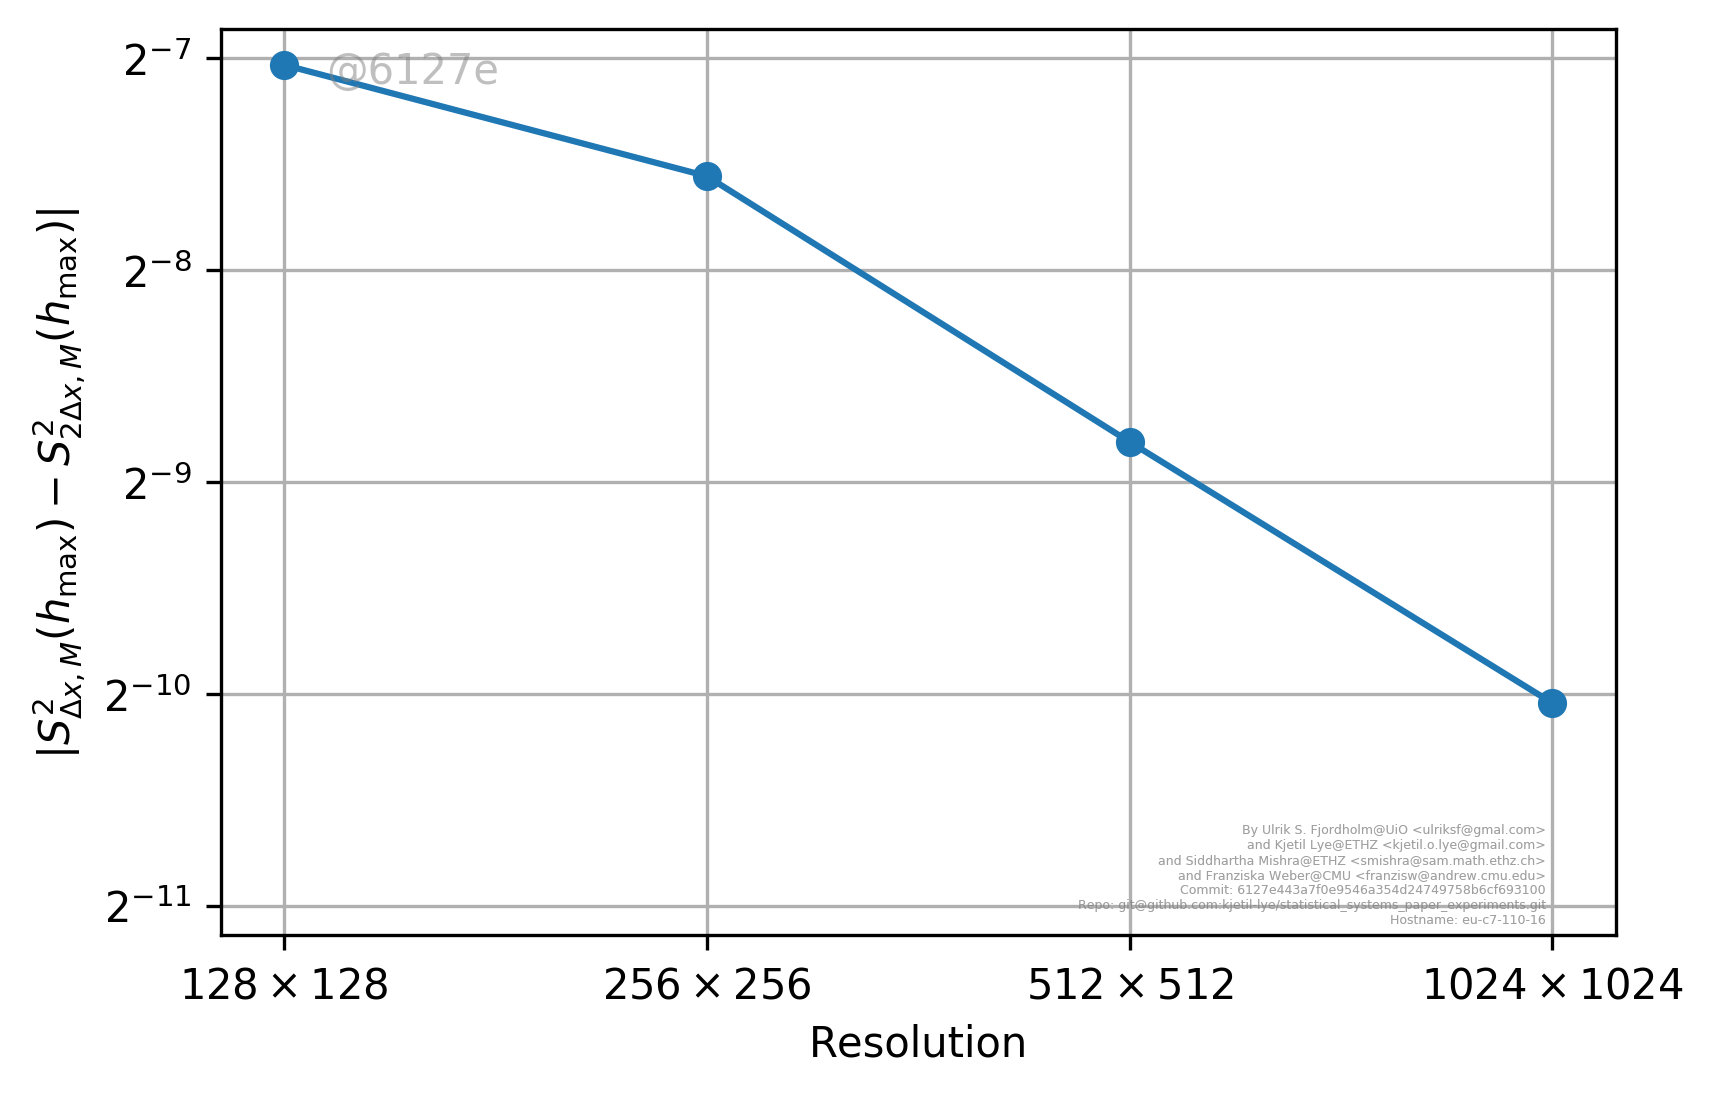 2⁻⁷
2⁻⁸
2⁻⁹
2⁻¹⁰
2⁻¹¹
|S²_{Δx, M}(h_max) − S²_{2Δx, M}(h_max)|
@6127e
By Ulrik S. Fjordholm@UiO <ulriksf@gmal.com>
and Kjetil Lye@ETHZ <kjetil.o.lye@gmail.com>
and Siddhartha Mishra@ETHZ <smishra@sam.math.ethz.ch>
and Franziska Weber@CMU <franzisw@andrew.cmu.edu>
Commit: 6127e443a7f0e9546a354d24749758b6cf693100
Repo: git@github.com:kjetil-lye/statistical_systems_paper_experiments.git
Hostname: eu-c7-110-16
128 × 128
256 × 256
512 × 512
1024 × 1024
Resolution